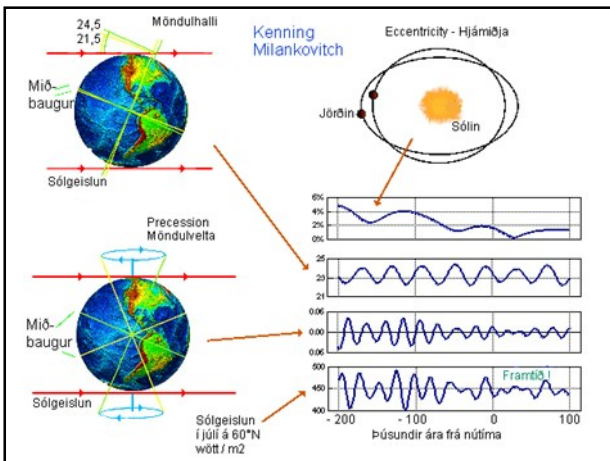 24,5
21,5
Möndulhalli
Mið-
baugur
Sólgeislun
Kenning
Milankovitch
Eccentricity - Hjámiðja
Jörðin
Sólin
Precession
Möndulvelta
Mið-
baugur
Sólgeislun
6%
4%
2%
0%
25
23
21
0.06
0.00
0.06
500
450
400
Framtíð !
-200
-100
0
100
Þúsundir ára frá nútíma
Sólgeislun
í júlí á 60°N
wött / m2